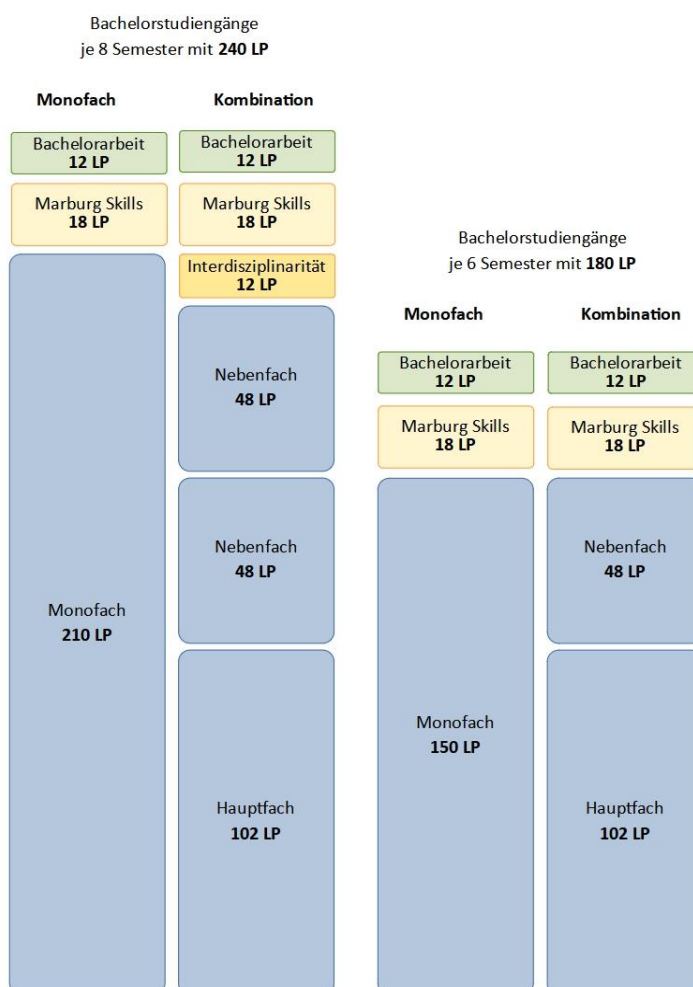 Bachelorstudiengänge
je 8 Semester mit 240 LP
Monofach
Kombination
Bachelorarbeit
12 LP
Marburg Skills
18 LP
Monofach
210 LP
Bachelorarbeit
12 LP
Marburg Skills
18 LP
Interdisziplinarität
12 LP
Nebenfach
48 LP
Nebenfach
48 LP
Hauptfach
102 LP
Bachelorstudiengänge
je 6 Semester mit 180 LP
Monofach
Kombination
Bachelorarbeit
12 LP
Marburg Skills
18 LP
Monofach
150 LP
Bachelorarbeit
12 LP
Marburg Skills
18 LP
Nebenfach
48 LP
Hauptfach
102 LP